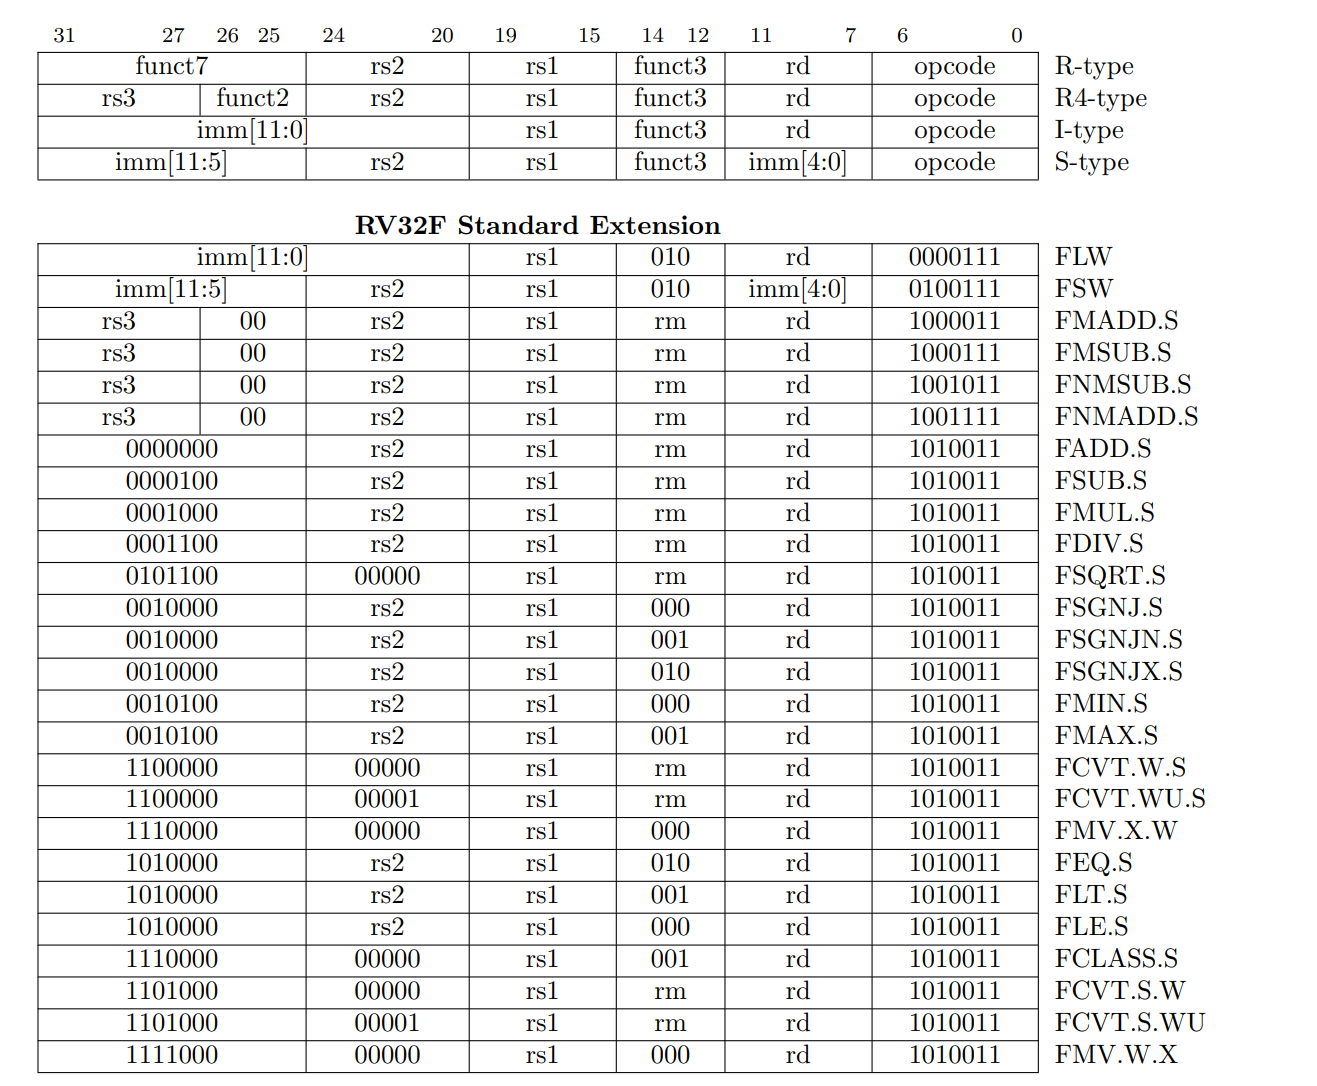 31 27 26 25 24 20 19 15 14 12 11 7 6 0
funct7 rs2 rs1 funct3 rd opcode R-type
rs3 funct2 rs2 rs1 funct3 rd opcode R4-type
imm[11:0] rs1 funct3 rd opcode I-type
imm[11:5] rs2 rs1 funct3 imm[4:0] opcode S-type
RV32F Standard Extension
imm[11:0] rs1 010 rd 0000111 FLW
imm[11:5] rs2 rs1 010 imm[4:0] 0100111 FSW
rs3 00 rs2 rs1 rm rd 1000011 FMADD.S
rs3 00 rs2 rs1 rm rd 1000111 FMSUB.S
rs3 00 rs2 rs1 rm rd 1001011 FNMSUB.S
rs3 00 rs2 rs1 rm rd 1001111 FNMADD.S
0000000 rs2 rs1 rm rd 1010011 FADD.S
0000100 rs2 rs1 rm rd 1010011 FSUB.S
0001000 rs2 rs1 rm rd 1010011 FMUL.S
0001100 rs2 rs1 rm rd 1010011 FDIV.S
0101100 00000 rs1 rm rd 1010011 FSQRT.S
0010000 rs2 rs1 000 rd 1010011 FSGNJ.S
0010000 rs2 rs1 001 rd 1010011 FSGNJN.S
0010000 rs2 rs1 010 rd 1010011 FSGNJX.S
0010100 rs2 rs1 000 rd 1010011 FMIN.S
0010100 rs2 rs1 001 rd 1010011 FMAX.S
1100000 00000 rs1 rm rd 1010011 FCVT.W.S
1100000 00001 rs1 rm rd 1010011 FCVT.WU.S
1110000 00000 rs1 000 rd 1010011 FMV.X.W
1010000 rs2 rs1 010 rd 1010011 FEQ.S
1010000 rs2 rs1 001 rd 1010011 FLT.S
1010000 rs2 rs1 000 rd 1010011 FLE.S
1110000 00000 rs1 001 rd 1010011 FCLASS.S
1101000 00000 rs1 rm rd 1010011 FCVT.S.W
1101000 00001 rs1 rm rd 1010011 FCVT.S.WU
1111000 00000 rs1 000 rd 1010011 FMV.W.X